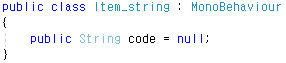 public class Item_string : MonoBehaviour
{
    public String code = null;
}